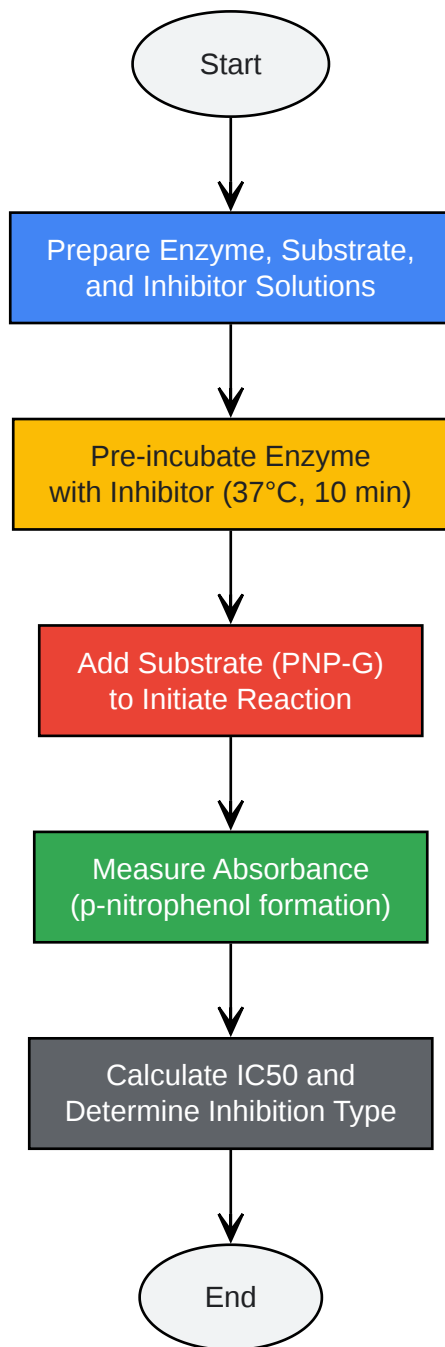 Start
Prepare Enzyme, Substrate,
and Inhibitor Solutions
Pre-incubate Enzyme
with Inhibitor (37°C, 10 min)
Add Substrate (PNP-G)
to Initiate Reaction
Measure Absorbance
(p-nitrophenol formation)
Calculate IC50 and
Determine Inhibition Type
End